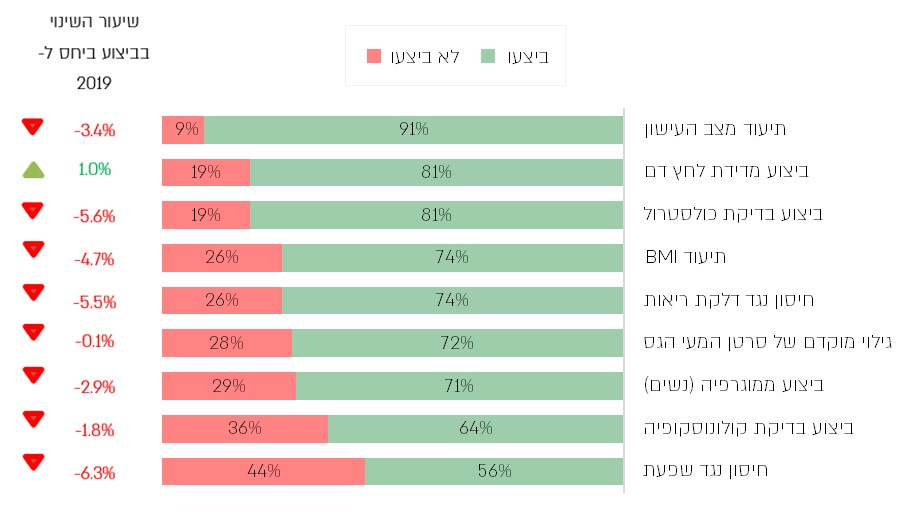 שיעור השינוי
בביצוע ביחס ל-
2019
ביצעו
לא ביצעו
תיעוד מצב העישון 91% 9% -3.4%
ביצוע מדידת לחץ דם 81% 19% 1.0%
ביצוע בדיקת כולסטרול 81% 19% -5.6%
תיעוד BMI 74% 26% -4.7%
חיסון נגד דלקת ריאות 74% 26% -5.5%
גילוי מוקדם של סרטן המעי הגס 72% 28% -0.1%
ביצוע ממוגרפיה (נשים) 71% 29% -2.9%
ביצוע בדיקת קולונוסקופיה 64% 36% -1.8%
חיסון נגד שפעת 56% 44% -6.3%